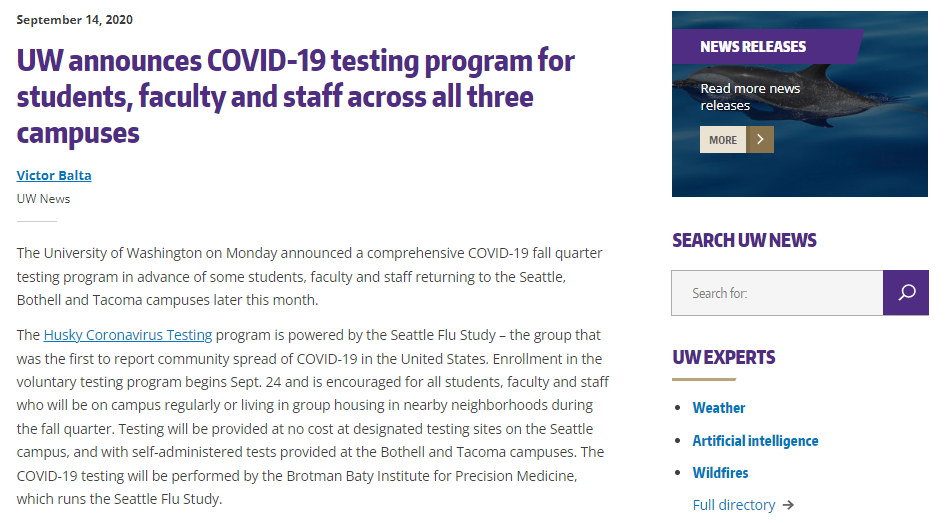 September 14, 2020
UW announces COVID-19 testing program for
students, faculty and staff across all three
campuses
Victor Balta
UW News
The University of Washington on Monday announced a comprehensive COVID-19 fall quarter
testing program in advance of some students, faculty and staff returning to the Seattle,
Bothell and Tacoma campuses later this month.
The Husky Coronavirus Testing program is powered by the Seattle Flu Study – the group that
was the first to report community spread of COVID-19 in the United States. Enrollment in the
voluntary testing program begins Sept. 24 and is encouraged for all students, faculty and staff
who will be on campus regularly or living in group housing in nearby neighborhoods during
the fall quarter. Testing will be provided at no cost at designated testing sites on the Seattle
campus, and with self-administered tests provided at the Bothell and Tacoma campuses. The
COVID-19 testing will be performed by the Brotman Baty Institute for Precision Medicine,
which runs the Seattle Flu Study.
NEWS RELEASES
Read more news
releases
MORE
SEARCH UW NEWS
Search for:
UW EXPERTS
Weather
Artificial intelligence
Wildfires
Full directory